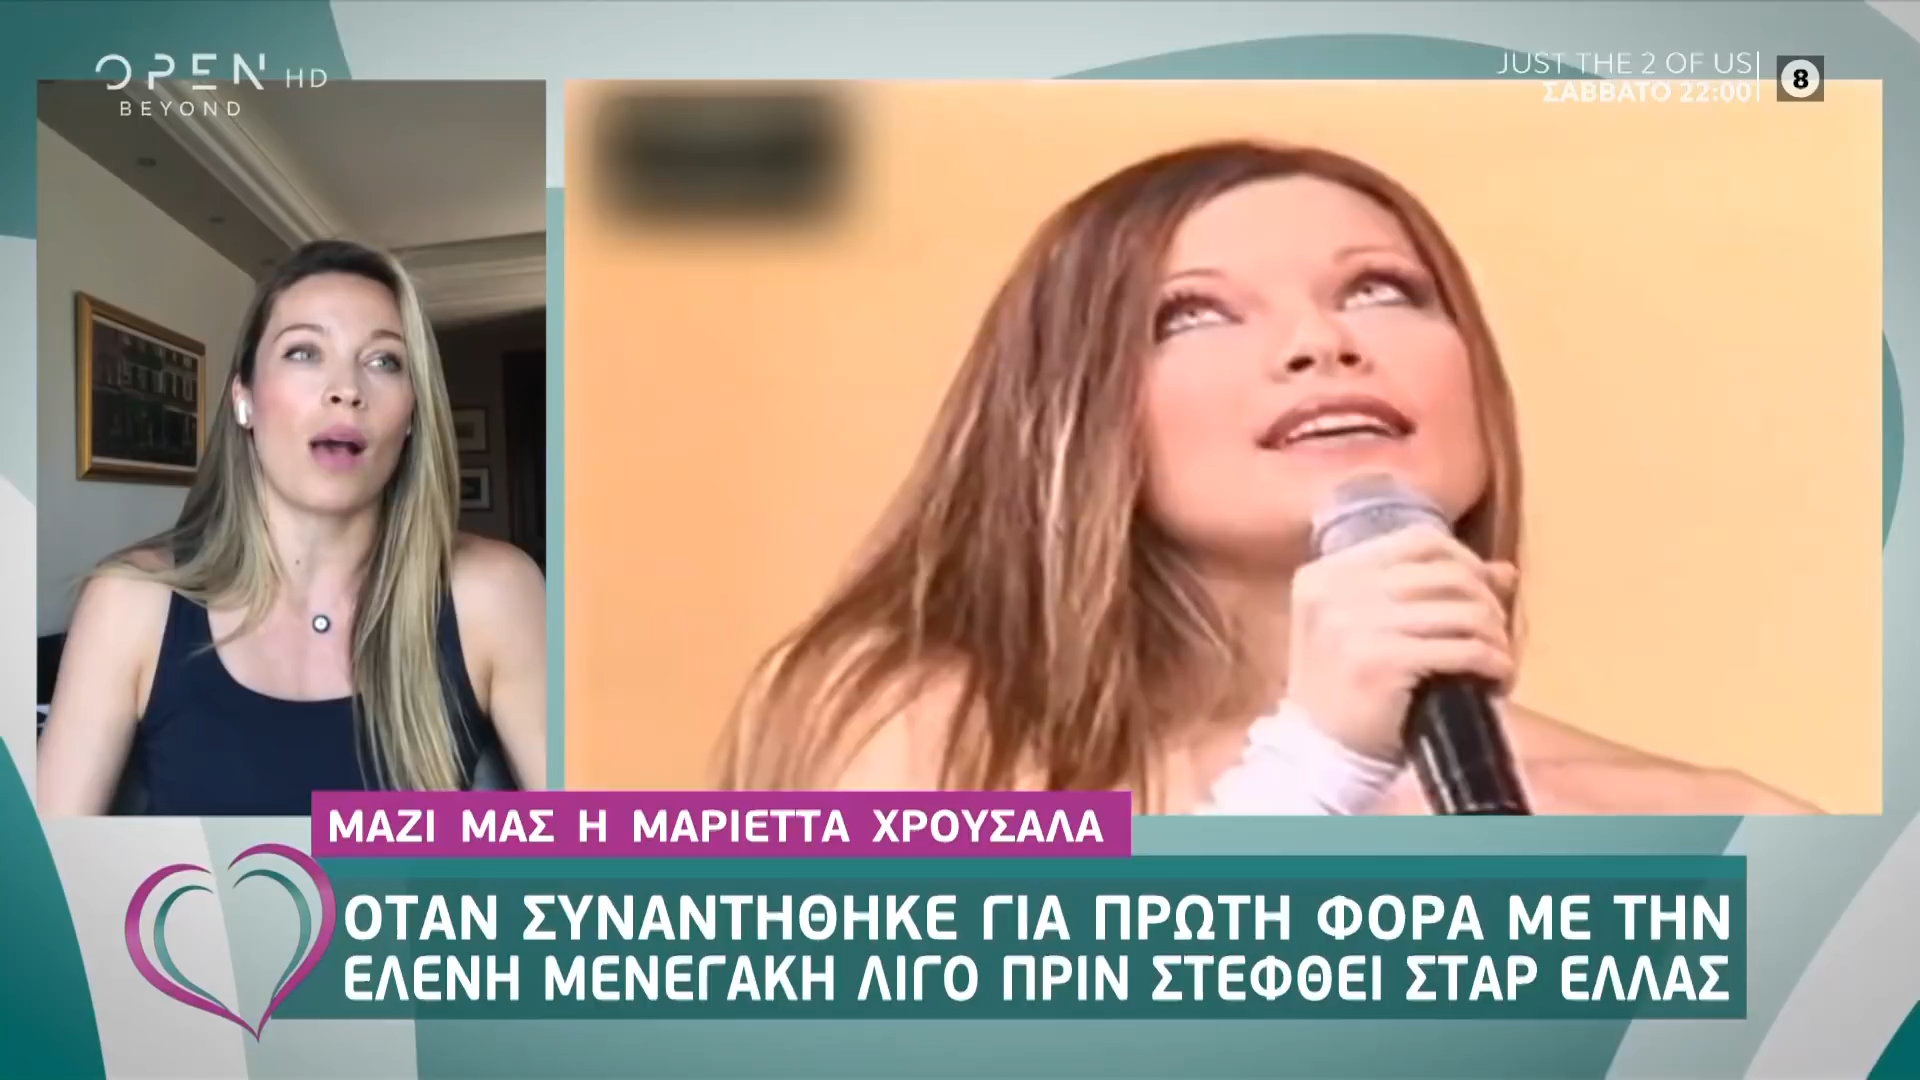 OPEN HD
BEYOND
JUST THE 2 OF US
ΣΑΒΒΑΤΟ 22:00
8
ΜΑΖΙ ΜΑΣ Η ΜΑΡΙΕΤΤΑ ΧΡΟΥΣΑΛΑ
ΟΤΑΝ ΣΥΝΑΝΤΗΘΗΚΕ ΓΙΑ ΠΡΩΤΗ ΦΟΡΑ ΜΕ ΤΗΝ
ΕΛΕΝΗ ΜΕΝΕΓΑΚΗ ΛΙΓΟ ΠΡΙΝ ΣΤΕΦΘΕΙ ΣΤΑΡ ΕΛΛΑΣ